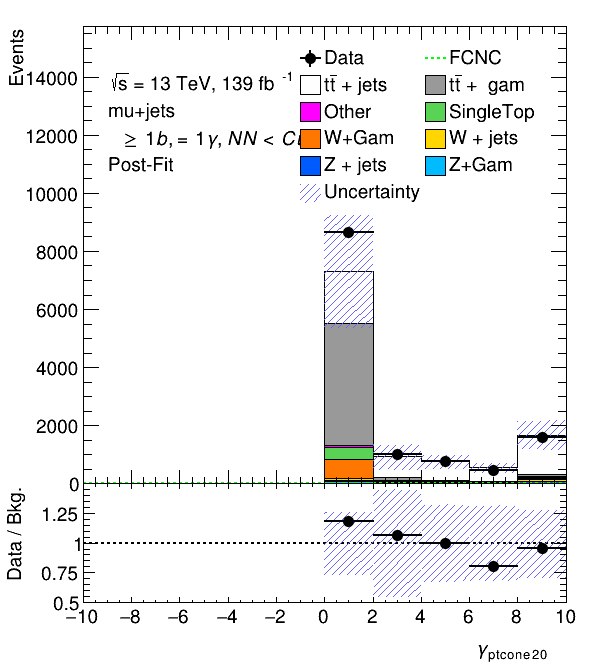 Events
14000
12000
10000
8000
6000
4000
2000
0
√s = 13 TeV, 139 fb -1
mu+jets
≥ 1b, = 1γ, NN <
Post-Fit
Data
FCNC
tt̄ + jets
tt̄ + gam
Other
SingleTop
W+Gam
W + jets
Z + jets
Z+Gam
Uncertainty
Data / Bkg.
1.25
1
0.75
0.5
−10 −8 −6 −4 −2 0 2 4 6 8 10
γptcone20